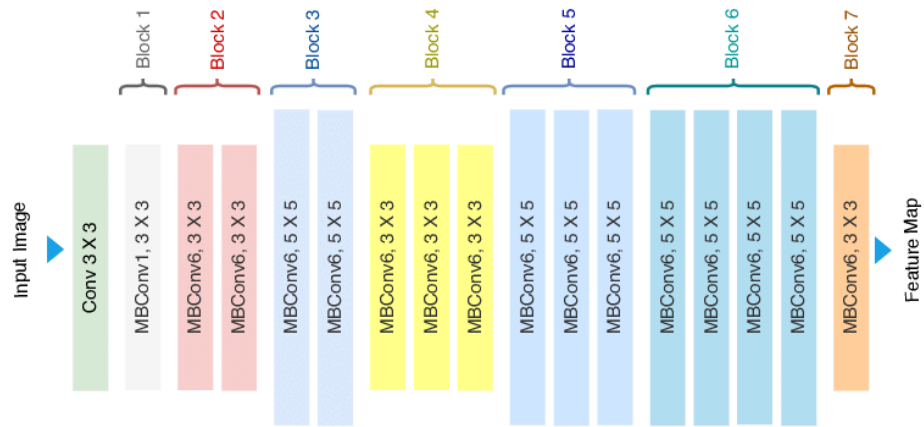 Block 1
Block 2
Block 3
Block 4
Block 5
Block 6
Block 7
Input Image
Conv 3 X 3
MBConv1, 3 X 3
MBConv6, 3 X 3
MBConv6, 3 X 3
MBConv6, 5 X 5
MBConv6, 5 X 5
MBConv6, 3 X 3
MBConv6, 3 X 3
MBConv6, 3 X 3
MBConv6, 5 X 5
MBConv6, 5 X 5
MBConv6, 5 X 5
MBConv6, 5 X 5
MBConv6, 5 X 5
MBConv6, 5 X 5
MBConv6, 5 X 5
MBConv6, 3 X 3
Feature Map